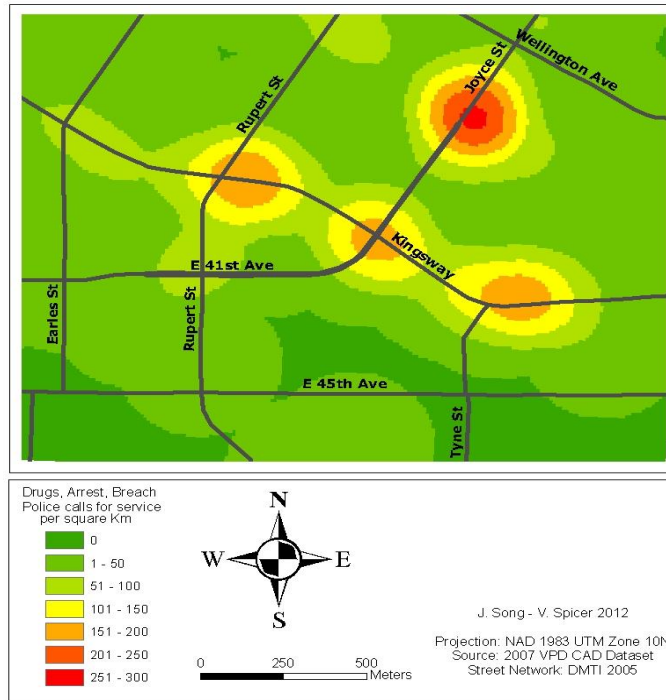 Wellington Ave
Joyce St
Rupert St
Kingsway
E 41st Ave
Earles St
Rupert St
E 45th Ave
Tyne St
Drugs, Arrest, Breach
Police calls for service
per square Km
0
1 - 50
51 - 100
101 - 150
151 - 200
201 - 250
251 - 300
N
W E
S
0 250 500
Meters
J. Song - V. Spicer 2012
Projection: NAD 1983 UTM Zone 10N
Source: 2007 VPD CAD Dataset
Street Network: DMTI 2005